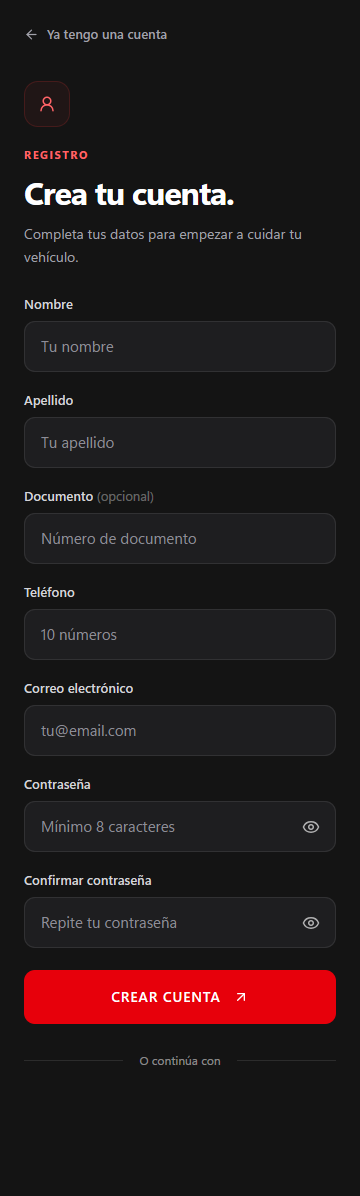 Ya tengo una cuenta
REGISTRO
Crea tu cuenta.
Completa tus datos para empezar a cuidar tu
vehículo.
Nombre
Tu nombre
Apellido
Tu apellido
Documento (opcional)
Número de documento
Teléfono
10 números
Correo electrónico
tu@email.com
Contraseña
Mínimo 8 caracteres
Confirmar contraseña
Repite tu contraseña
CREAR CUENTA
O continúa con